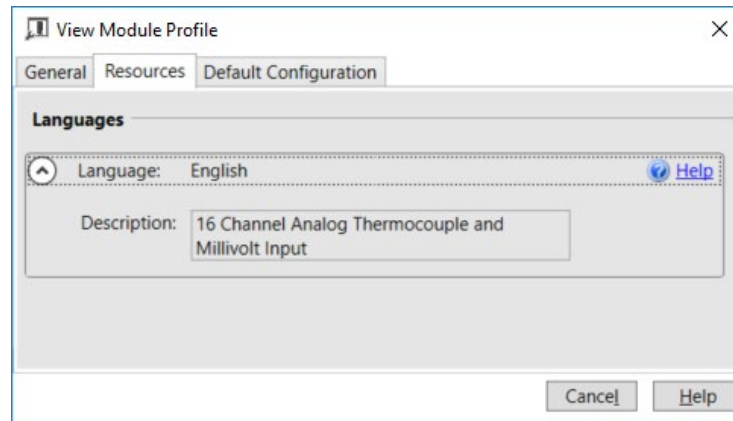 View Module Profile
General Resources Default Configuration
Languages
Language: English Help
Description: 16 Channel Analog Thermocouple and
Millivolt Input
Cancel Help